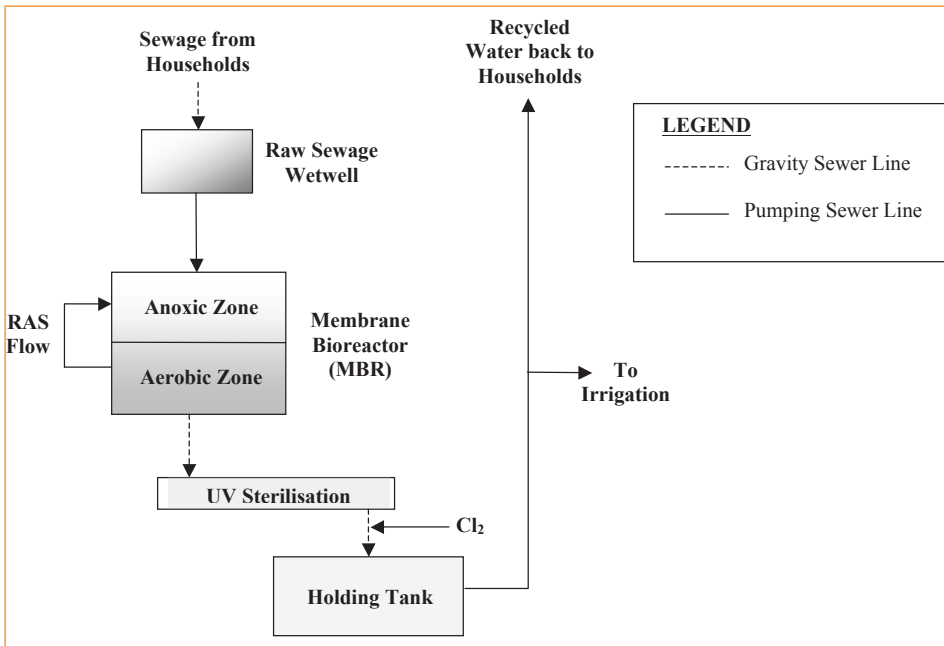 Sewage from
Households
Recycled
Water back to
Households
LEGEND
Gravity Sewer Line
Pumping Sewer Line
Raw Sewage
Wetwell
Anoxic Zone
RAS
Flow
Membrane
Bioreactor
(MBR)
Aerobic Zone
To
Irrigation
UV Sterilisation
Cl₂
Holding Tank